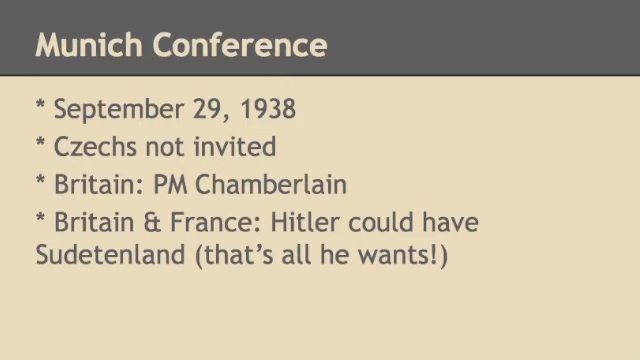 Munich Conference
* September 29, 1938
* Czechs not invited
* Britain: PM Chamberlain
* Britain & France: Hitler could have
Sudetenland (that’s all he wants!)